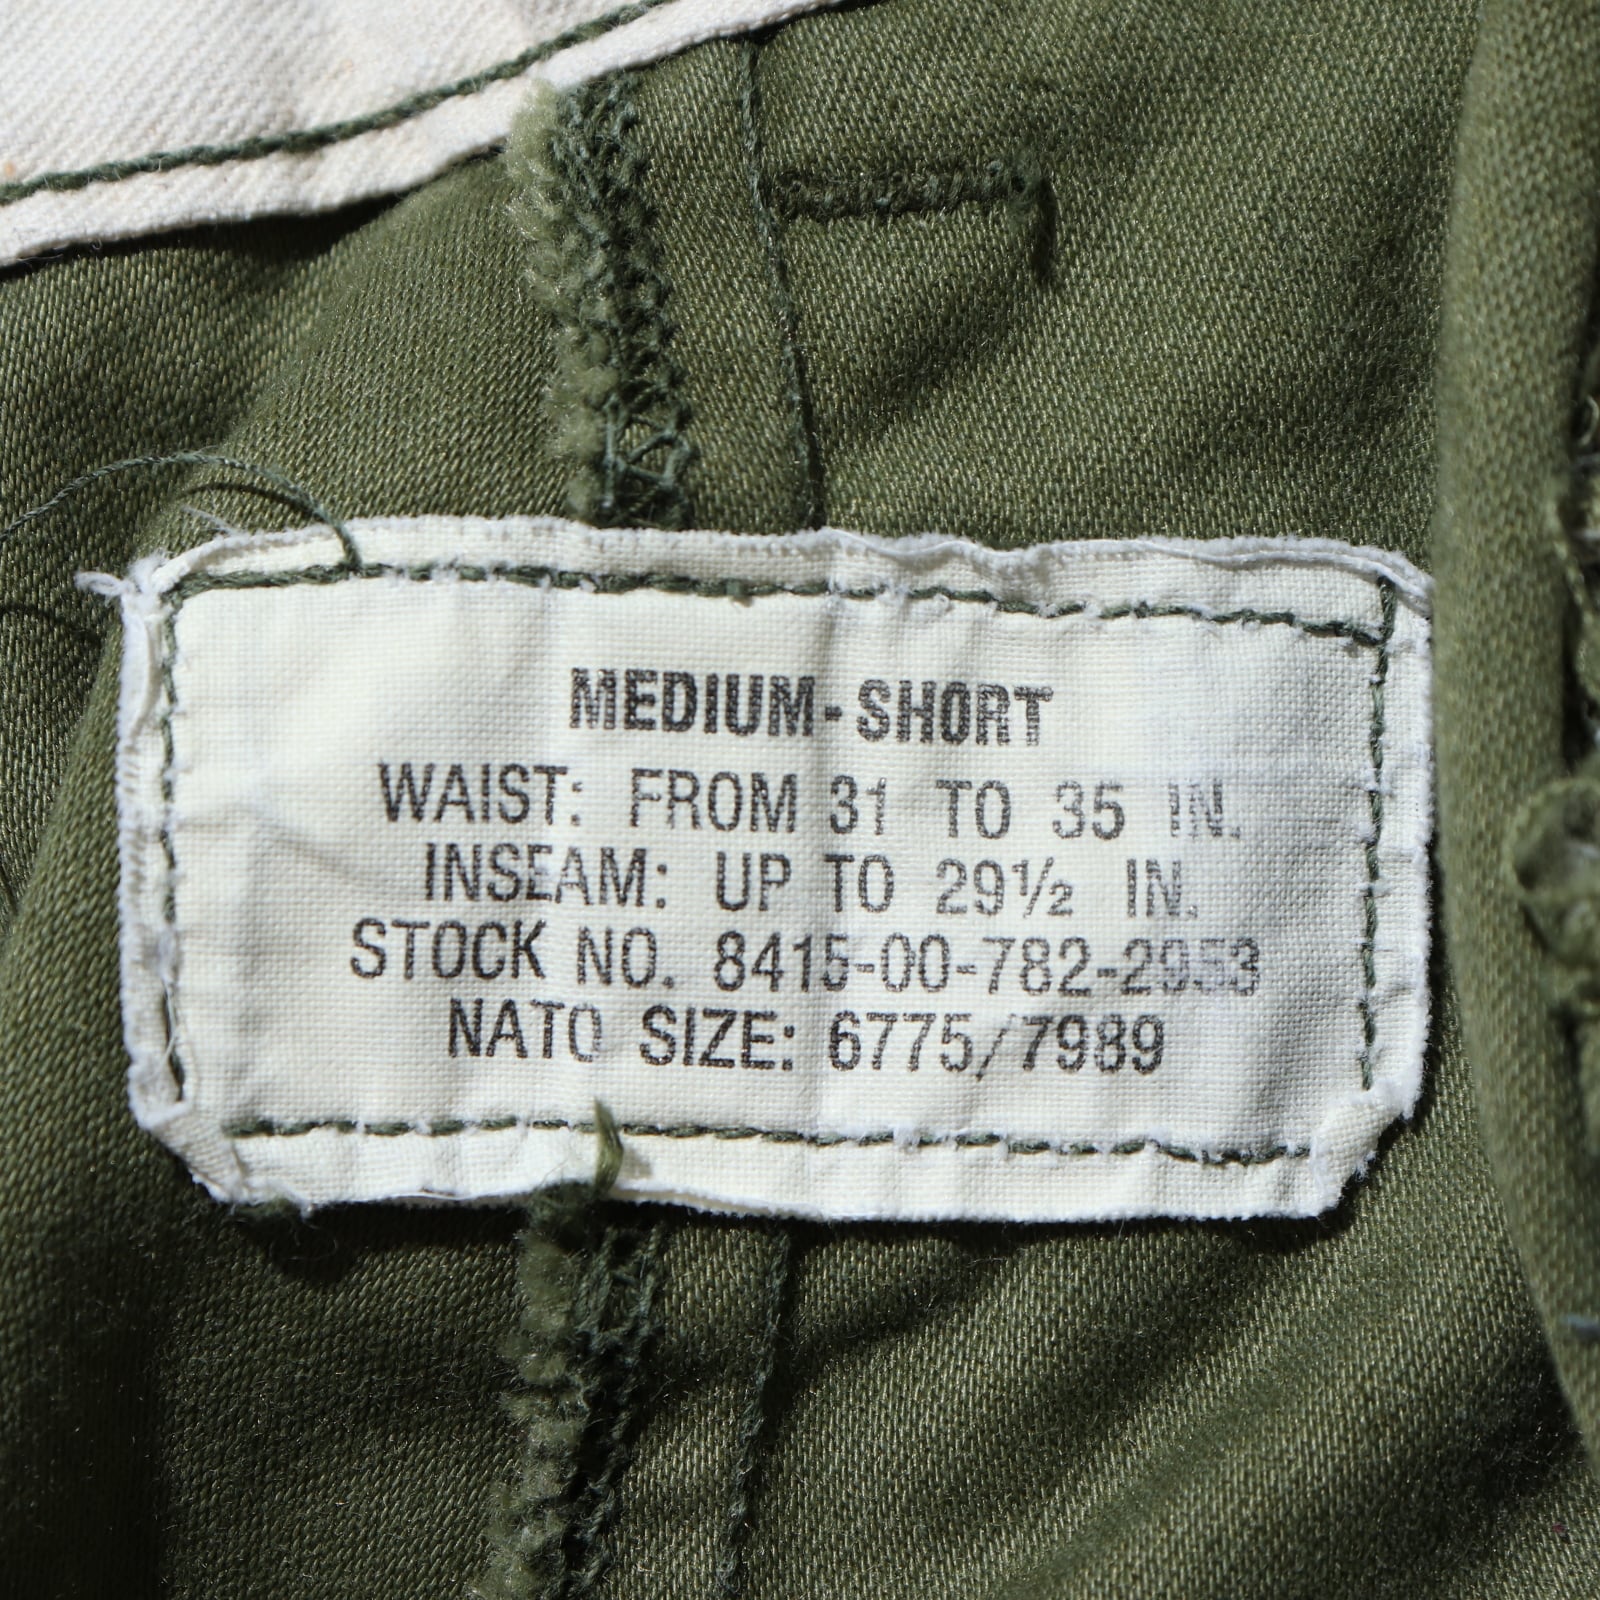 MEDIUM-SHORT
WAIST: FROM 31 TO 35 IN.
INSEAM: UP TO 29½ IN.
STOCK NO. 8415-00-782-2953
NATO SIZE: 6775/7989